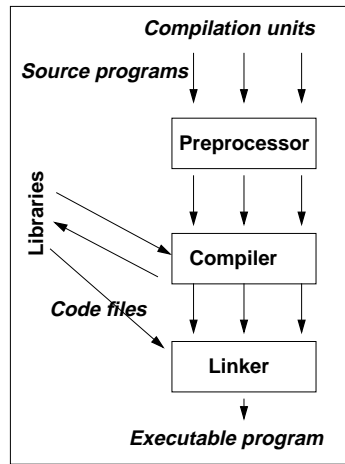 Compilation units
Source programs
Preprocessor
Libraries
Compiler
Code files
Linker
Executable program